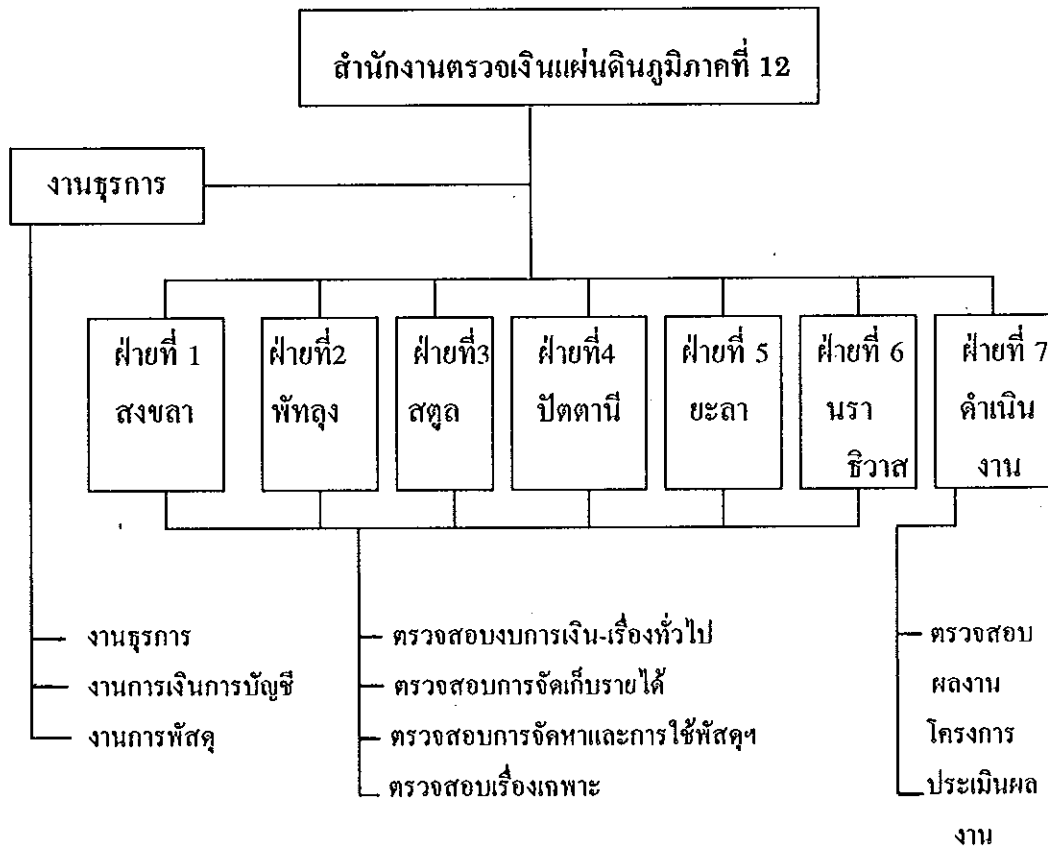 สำนักงานตรวจเงินแผ่นดินภูมิภาคที่ 12
งานธุรการ
ฝ่ายที่ 1
สงขลา
ฝ่ายที่2
พัทลุง
ฝ่ายที่3
สตูล
ฝ่ายที่4
ปัตตานี
ฝ่ายที่ 5
ยะลา
ฝ่ายที่ 6
นรา
ธิวาส
ฝ่ายที่ 7
ดำเนิน
งาน
งานธุรการ
งานการเงินการบัญชี
งานการพัสดุ
ตรวจสอบงบการเงิน-เรื่องทั่วไป
ตรวจสอบการจัดเก็บรายได้
ตรวจสอบการจัดหาและการใช้พัสดุฯ
ตรวจสอบเรื่องเฉพาะ
ตรวจสอบ
ผลงาน
โครงการ
ประเมินผล
งาน